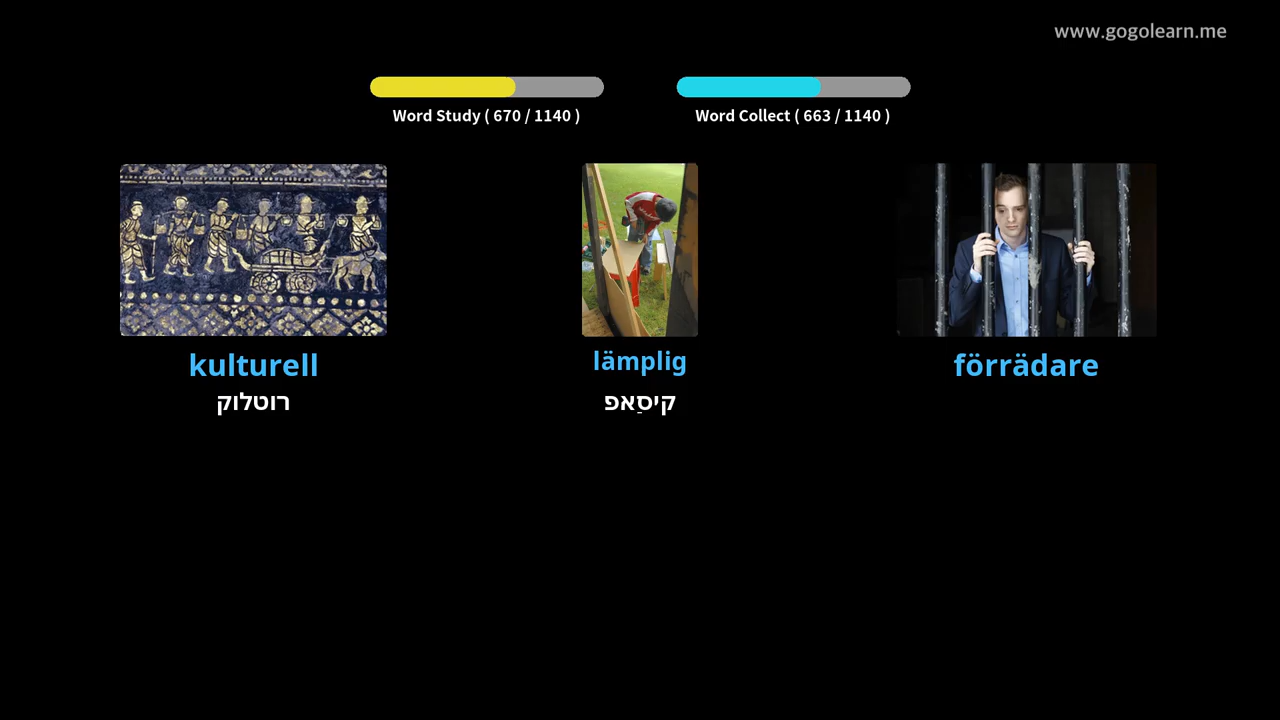 www.gogolearn.me
Word Study ( 670 / 1140 )
Word Collect ( 663 / 1140 )
kulturell
רוטלוק
lämplig
קיסַאפ
förrädare